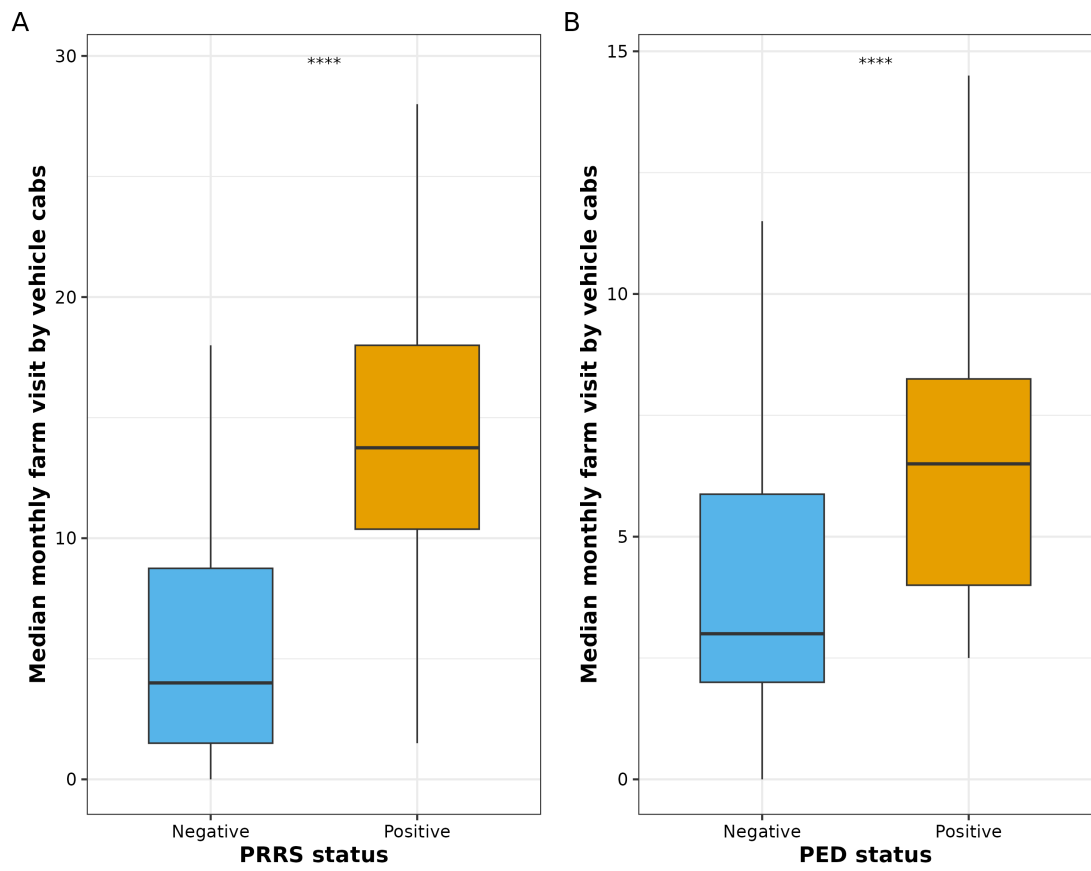 A
Median monthly farm visit by vehicle cabs
30
20
10
0
****
Negative
Positive
PRRS status
B
Median monthly farm visit by vehicle cabs
15
10
5
0
****
Negative
Positive
PED status